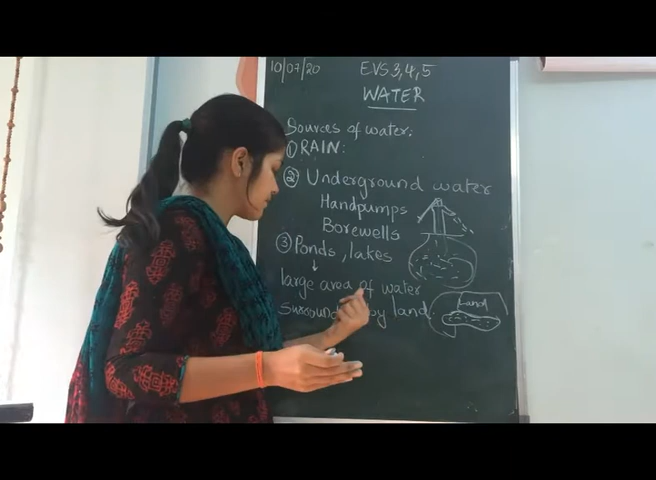 10/07/20 EVS 3,4,5
WATER
Sources of water:
① RAIN:
② Underground water
Handpumps
Borewells
③ Ponds, lakes
large area of water
surround by land.
Land